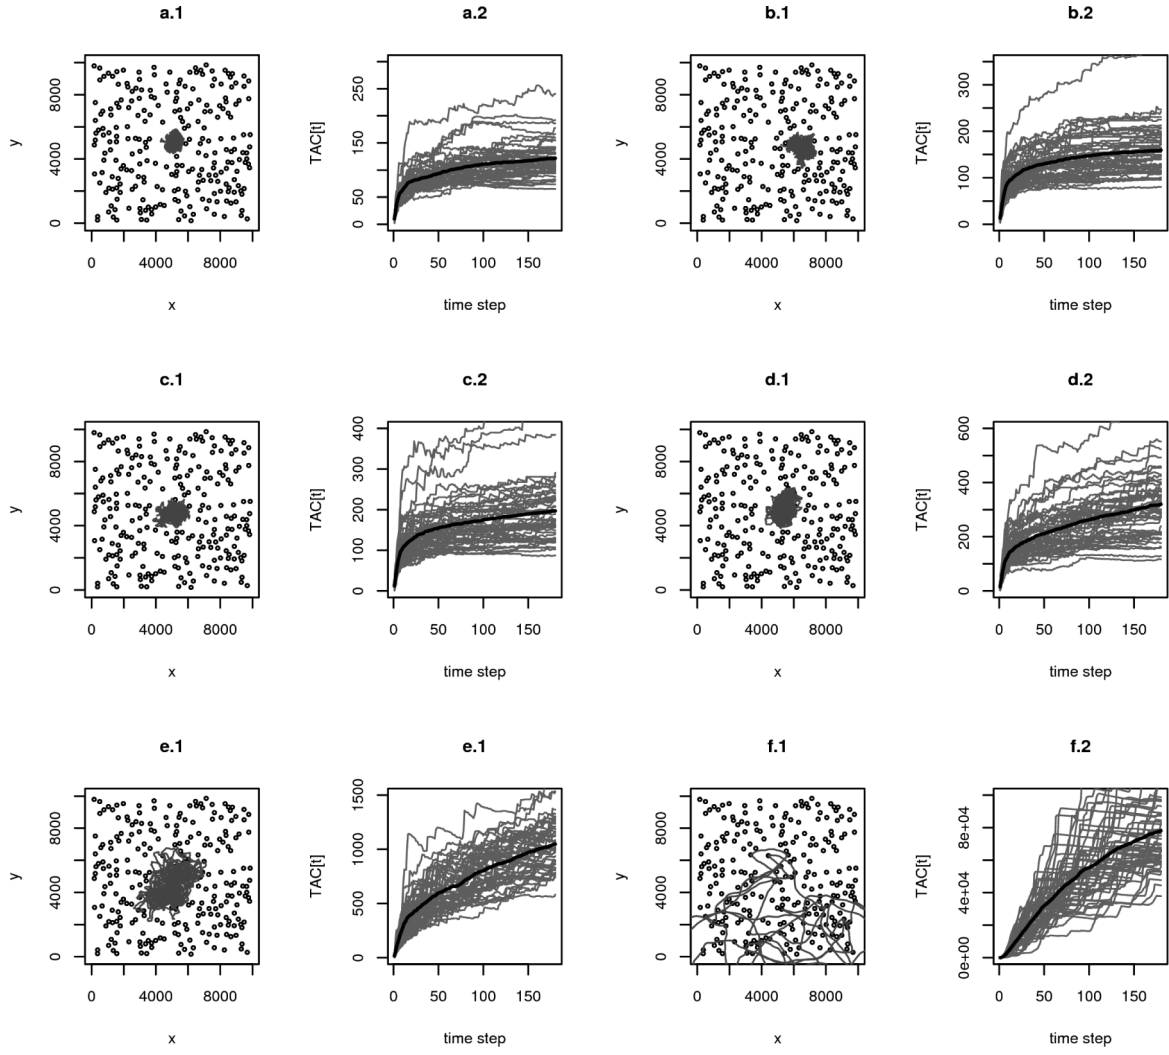 a.1 a.2 b.1 b.2
y 0 4000 8000 TAC[t] 0 50 150 250 y 0 4000 8000 TAC[t] 0 100 200 300
0 4000 8000 0 50 100 150 0 4000 8000 0 50 100 150
x time step x time step
c.1 c.2 d.1 d.2
y 0 4000 8000 TAC[t] 0 100 200 300 400 y 0 4000 8000 TAC[t] 0 200 400 600
0 4000 8000 0 50 100 150 0 4000 8000 0 50 100 150
x time step x time step
e.1 e.1 f.1 f.2
y 0 4000 8000 TAC[t] 0 500 1000 1500 y 0 4000 8000 TAC[t] 0e+00 4e+04 8e+04
0 4000 8000 0 50 100 150 0 4000 8000 0 50 100 150
x time step x time step